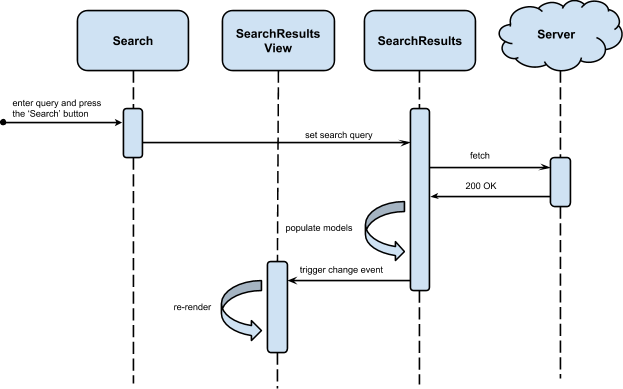 Search
SearchResults
View
SearchResults
Server
enter query and press
the ‘Search’ button
set search query
fetch
200 OK
populate models
trigger change event
re-render